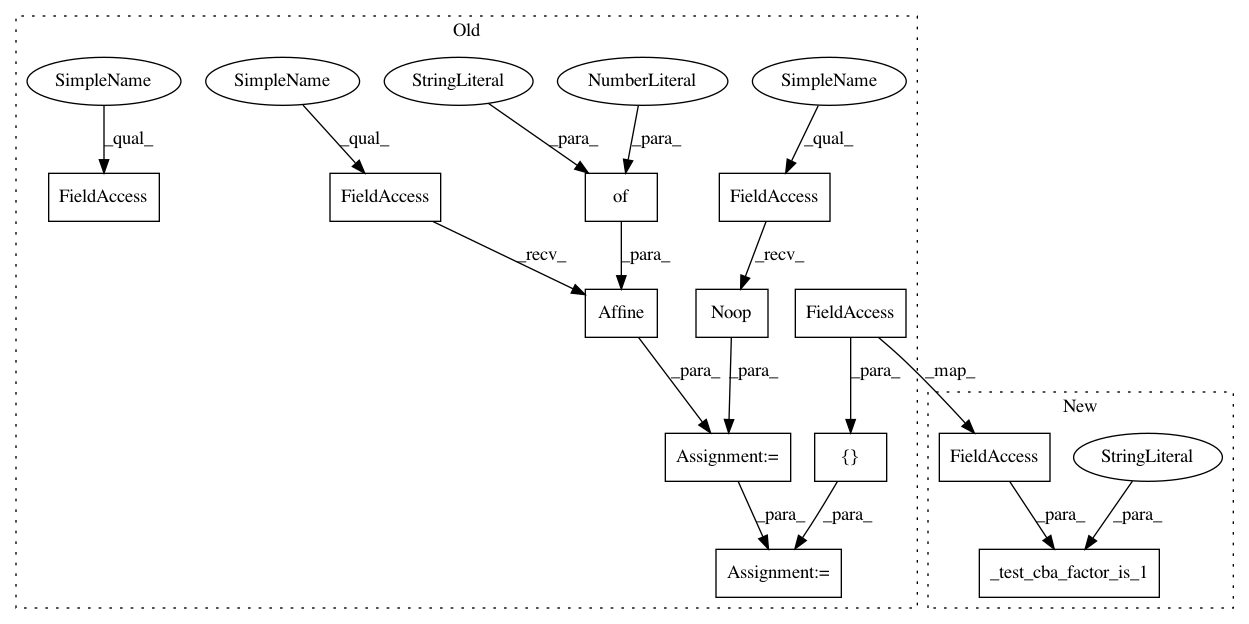 Old
SimpleName
SimpleName
StringLiteral
NumberLiteral
SimpleName
_qual_
_qual_
_para_
_para_
_qual_
FieldAccess
FieldAccess
of
FieldAccess
_recv_
_para_
_recv_
Affine
Noop
FieldAccess
_para_
_para_
_para_
_map_
New
Assignment:=
{}
FieldAccess
StringLiteral
_para_
_para_
_para_
_para_
Assignment:=
_test_cba_factor_is_1